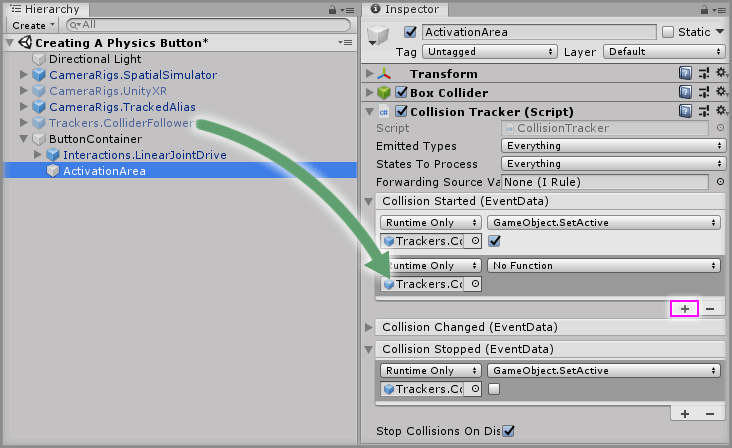 Hierarchy
Create
All
Creating A Physics Button*
Directional Light
CameraRigs.SpatialSimulator
CameraRigs.UnityXR
CameraRigs.TrackedAlias
Trackers.ColliderFollower
ButtonContainer
Interactions.LinearJointDrive
ActivationArea
Inspector
ActivationArea
Static
Tag Untagged Layer Default
Transform
Box Collider
Collision Tracker (Script)
Script CollisionTracker
Emitted Types Everything
States To Process Everything
Forwarding Source Va None (I Rule)
Collision Started (EventData)
Runtime Only GameObject.SetActive
Trackers.Co
Runtime Only No Function
Trackers.Co
+ −
Collision Changed (EventData)
Collision Stopped (EventData)
Runtime Only GameObject.SetActive
Trackers.Co
+ −
Stop Collisions On Dis